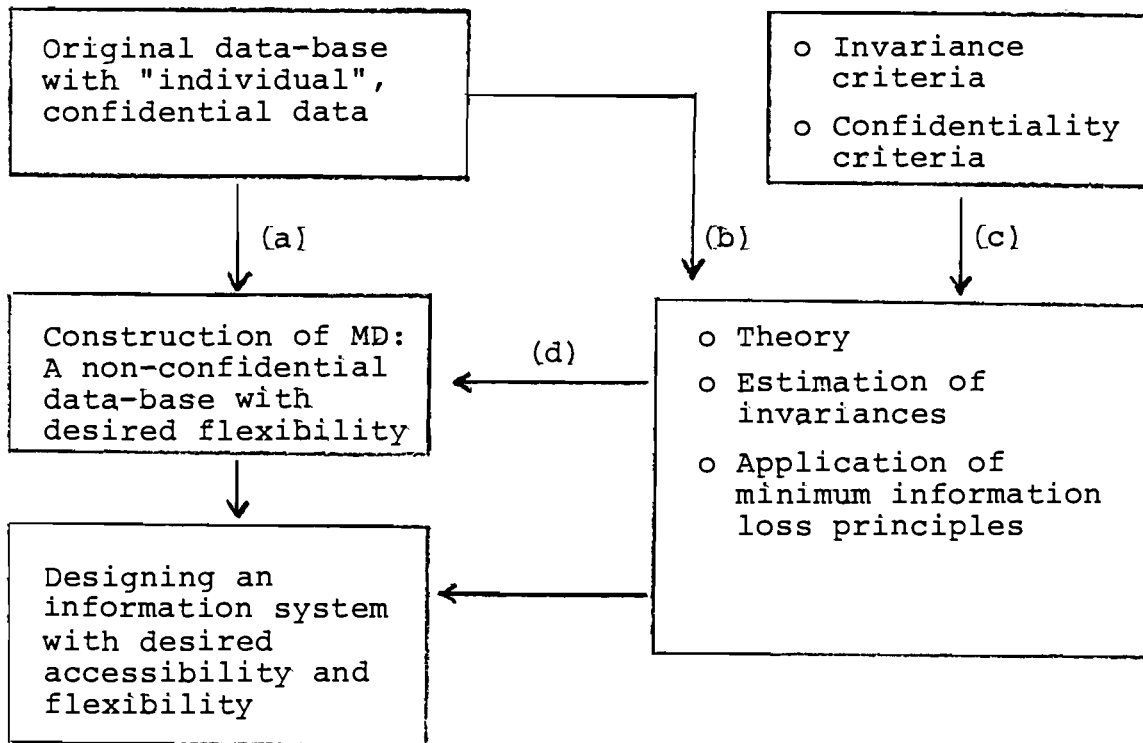 Original data-base
with "individual",
confidential data
o Invariance
criteria
o Confidentiality
criteria
(a)
(b)
(c)
Construction of MD:
A non-confidential
data-base with
desired flexibility
(d)
o Theory
o Estimation of
invariances
o Application of
minimum information
loss principles
Designing an
information system
with desired
accessibility and
flexibility